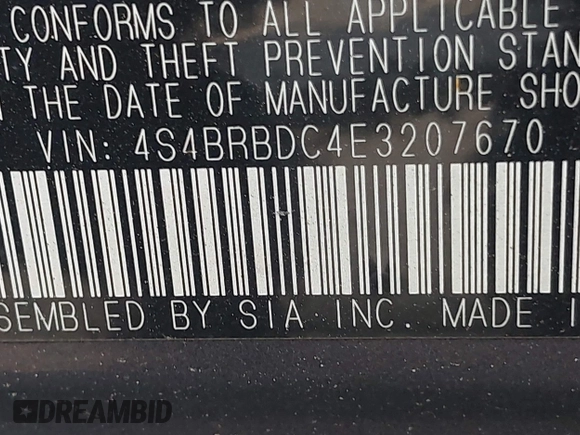 CONFORMS TO ALL APPLICABLE
TY AND THEFT PREVENTION STAN
N THE DATE OF MANUFACTURE SHO
VIN: 4S4BRBDC4E3207670
SEMBLED BY SIA INC. MADE I
DREAMBID